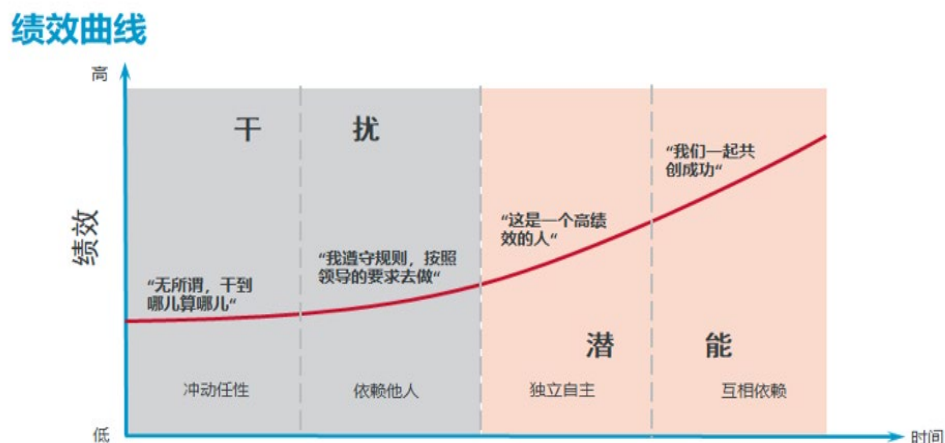 绩效曲线
高
干 扰
“我们一起共
创成功“
“这是一个高绩
效的人“
绩效
“我遵守规则，按照
领导的要求去做“
“无所谓，干到
哪儿算哪儿“
潜 能
冲动任性
依赖他人
独立自主
互相依赖
低
时间